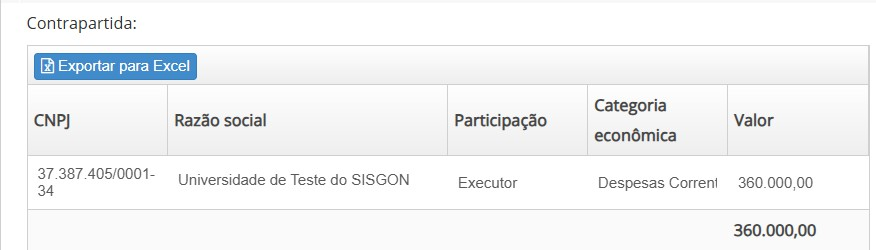 Contrapartida:
Exportar para Excel
CNPJ Razão social Participação Categoria econômica Valor
37.387.405/0001-34 Universidade de Teste do SISGON Executor Despesas Corrent 360.000,00
360.000,00